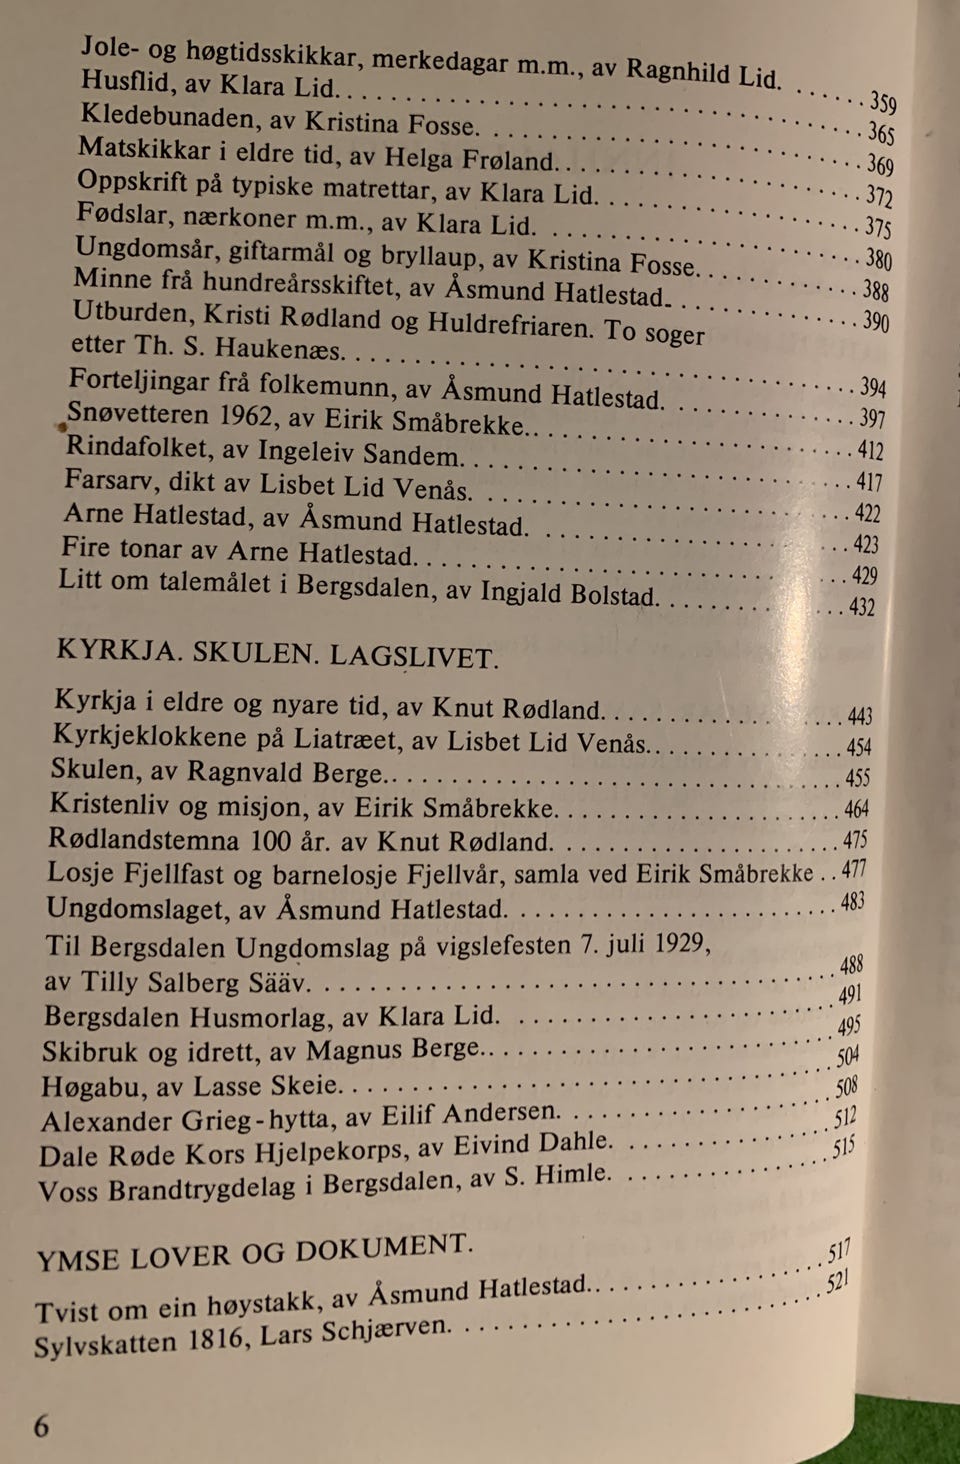 Jole- og høgtidsskikkar, merkedagar m.m., av Ragnhild Lid. . . . . . . 359
Husflid, av Klara Lid. . . . . . . . . . . . . . . . . . . . . . . . . . . . . . . . . . . 365
Kledebunaden, av Kristina Fosse. . . . . . . . . . . . . . . . . . . . . . . . . . 369
Matskikkar i eldre tid, av Helga Frøland. . . . . . . . . . . . . . . . . . . . . 372
Oppskrift på typiske matrettar, av Klara Lid. . . . . . . . . . . . . . . . . . 375
Fødslar, nærkoner m.m., av Klara Lid. . . . . . . . . . . . . . . . . . . . . . 380
Ungdomsår, giftarmål og bryllaup, av Kristina Fosse. . . . . . . . . . . . 388
Minne frå hundreårsskiftet, av Åsmund Hatlestad. . . . . . . . . . . . . . 390
Utburden, Kristi Rødland og Huldrefriaren. To soger
etter Th. S. Haukenæs. . . . . . . . . . . . . . . . . . . . . . . . . . . . . . . . . . 394
Forteljingar frå folkemunn, av Åsmund Hatlestad. . . . . . . . . . . . . . 397
Snøvetteren 1962, av Eirik Småbrekke. . . . . . . . . . . . . . . . . . . . . . 412
Rindafolket, av Ingeleiv Sandem. . . . . . . . . . . . . . . . . . . . . . . . . . 417
Farsarv, dikt av Lisbet Lid Venås. . . . . . . . . . . . . . . . . . . . . . . . . 422
Arne Hatlestad, av Åsmund Hatlestad. . . . . . . . . . . . . . . . . . . . . . 423
Fire tonar av Arne Hatlestad. . . . . . . . . . . . . . . . . . . . . . . . . . . . . 429
Litt om talemålet i Bergsdalen, av Ingjald Bolstad. . . . . . . . . . . . . 432
KYRKJA. SKULEN. LAGSLIVET.
Kyrkja i eldre og nyare tid, av Knut Rødland. . . . . . . . . . . . . . . . . 443
Kyrkjeklokkene på Liatræet, av Lisbet Lid Venås. . . . . . . . . . . . . . 454
Skulen, av Ragnvald Berge. . . . . . . . . . . . . . . . . . . . . . . . . . . . . . 455
Kristenliv og misjon, av Eirik Småbrekke. . . . . . . . . . . . . . . . . . . . 464
Rødlandstemna 100 år. av Knut Rødland. . . . . . . . . . . . . . . . . . . . 475
Losje Fjellfast og barnelosje Fjellvår, samla ved Eirik Småbrekke . . 477
Ungdomslaget, av Åsmund Hatlestad. . . . . . . . . . . . . . . . . . . . . . . 483
Til Bergsdalen Ungdomslag på vigslefesten 7. juli 1929,
av Tilly Salberg Sääv. . . . . . . . . . . . . . . . . . . . . . . . . . . . . . . . . . . 488
Bergsdalen Husmorlag, av Klara Lid. . . . . . . . . . . . . . . . . . . . . . . 491
Skibruk og idrett, av Magnus Berge. . . . . . . . . . . . . . . . . . . . . . . . 495
Høgabu, av Lasse Skeie. . . . . . . . . . . . . . . . . . . . . . . . . . . . . . . . . 504
Alexander Grieg-hytta, av Eilif Andersen. . . . . . . . . . . . . . . . . . . . 508
Dale Røde Kors Hjelpekorps, av Eivind Dahle. . . . . . . . . . . . . . . . 512
Voss Brandtrygdelag i Bergsdalen, av S. Himle. . . . . . . . . . . . . . . 515
YMSE LOVER OG DOKUMENT.
Tvist om ein høystakk, av Åsmund Hatlestad. . . . . . . . . . . . . . . . . 517
Sylvskatten 1816, Lars Schjærven. . . . . . . . . . . . . . . . . . . . . . . . . 521
6